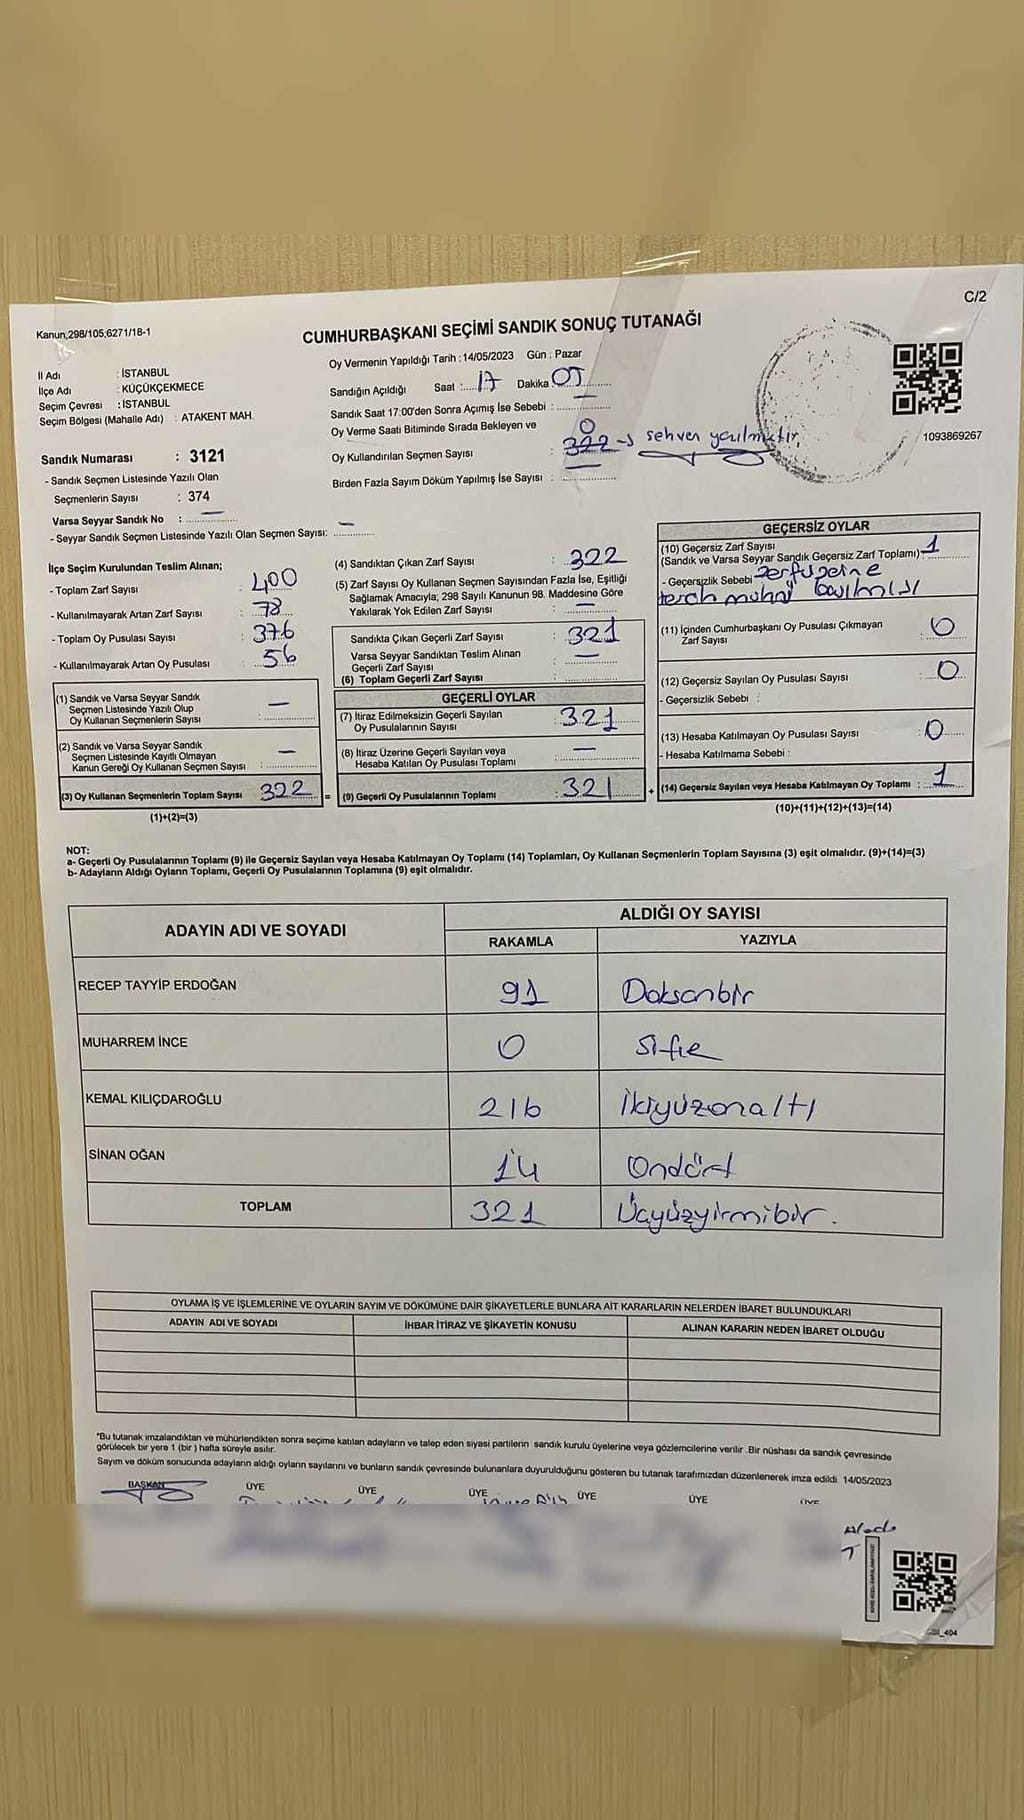 C/2
Kanun;298/105,6271/18-1
CUMHURBAŞKANI SEÇİMİ SANDIK SONUÇ TUTANAĞI
İl Adı : İSTANBUL
İlçe Adı : KÜÇÜKÇEKMECE
Seçim Çevresi : İSTANBUL
Seçim Bölgesi (Mahalle Adı) : ATAKENT MAH.
Oy Vermenin Yapıldığı Tarih :14/05/2023 Gün : Pazar
Sandığın Açıldığı Saat : 17 Dakika
Sandık Saat 17:00'den Sonra Açımış İse Sebebi : —
Oy Verme Saati Bitiminde Sırada Bekleyen ve 0
Oy Kullandırılan Seçmen Sayısı : 322 → sehven yazılmıştır.
Birden Fazla Sayım Döküm Yapılmış İse Sayısı : —
1093869267
Sandık Numarası : 3121
- Sandık Seçmen Listesinde Yazılı Olan
Seçmenlerin Sayısı : 374
Varsa Seyyar Sandık No : —
- Seyyar Sandık Seçmen Listesinde Yazılı Olan Seçmen Sayısı: —
İlçe Seçim Kurulundan Teslim Alınan;
- Toplam Zarf Sayısı : 400
- Kullanılmayarak Artan Zarf Sayısı : 78
- Toplam Oy Pusulası Sayısı : 376
- Kullanılmayarak Artan Oy Pusulası : 56
(1) Sandık ve Varsa Seyyar Sandık
Seçmen Listesinde Yazılı Olup
Oy Kullanan Seçmenlerin Sayısı : —
(2) Sandık ve Varsa Seyyar Sandık
Seçmen Listesinde Kayıtlı Olmayan
Kanun Gereği Oy Kullanan Seçmen Sayısı : —
(3) Oy Kullanan Seçmenlerin Toplam Sayısı 322 =
(1)+(2)=(3)
(4) Sandıktan Çıkan Zarf Sayısı : 322
(5) Zarf Sayısı Oy Kullanan Seçmen Sayısından Fazla İse, Eşitliği
Sağlamak Amacıyla; 298 Sayılı Kanunun 98. Maddesine Göre
Yakılarak Yok Edilen Zarf Sayısı : —
Sandıkta Çıkan Geçerli Zarf Sayısı : 321
Varsa Seyyar Sandıktan Teslim Alınan
Geçerli Zarf Sayısı : —
(6) Toplam Geçerli Zarf Sayısı :
GEÇERLİ OYLAR
(7) İtiraz Edilmeksizin Geçerli Sayılan
Oy Pusulalarının Sayısı : 321
(8) İtiraz Üzerine Geçerli Sayılan veya
Hesaba Katılan Oy Pusulası Toplamı : —
(9) Geçerli Oy Pusulalarının Toplamı : 321 +
GEÇERSİZ OYLAR
(10) Geçersiz Zarf Sayısı
(Sandık ve Varsa Seyyar Sandık Geçersiz Zarf Toplamı) : 1
- Geçersizlik Sebebi zarf üzerine
tercih mührü basılmış
(11) İçinden Cumhurbaşkanı Oy Pusulası Çıkmayan
Zarf Sayısı : 0
(12) Geçersiz Sayılan Oy Pusulası Sayısı : 0
- Geçersizlik Sebebi :
(13) Hesaba Katılmayan Oy Pusulası Sayısı : 0
- Hesaba Katılmama Sebebi :
(14) Geçersiz Sayılan veya Hesaba Katılmayan Oy Toplamı : 1
(10)+(11)+(12)+(13)=(14)
NOT:
a- Geçerli Oy Pusulalarının Toplamı (9) ile Geçersiz Sayılan veya Hesaba Katılmayan Oy Toplamı (14) Toplamları, Oy Kullanan Seçmenlerin Toplam Sayısına (3) eşit olmalıdır. (9)+(14)=(3)
b- Adayların Aldığı Oyların Toplamı, Geçerli Oy Pusulalarının Toplamına (9) eşit olmalıdır.
ADAYIN ADI VE SOYADI ALDIĞI OY SAYISI
RAKAMLA YAZIYLA
RECEP TAYYİP ERDOĞAN 91 Doksanbir
MUHARREM İNCE 0 Sıfır
KEMAL KILIÇDAROĞLU 216 İkiyüzonaltı
SİNAN OĞAN 14 Ondört
TOPLAM 321 Üçyüzyirmibir.
OYLAMA İŞ VE İŞLEMLERİNE VE OYLARIN SAYIM VE DÖKÜMÜNE DAİR ŞİKAYETLERLE BUNLARA AİT KARARLARIN NELERDEN İBARET BULUNDUKLARI
ADAYIN ADI VE SOYADI İHBAR İTİRAZ VE ŞİKAYETİN KONUSU ALINAN KARARIN NEDEN İBARET OLDUĞU
"Bu tutanak imzalandıktan ve mühürlendikten sonra seçime katılan adayların ve talep eden siyasi partilerin sandık kurulu üyelerine veya gözlemcilerine verilir. Bir nüshası da sandık çevresinde
görülecek bir yere 1 (bir ) hafta süreyle asılır.
Sayım ve döküm sonucunda adayların aldığı oyların sayılarını ve bunların sandık çevresinde bulunanlara duyurulduğunu gösteren bu tutanak tarafımızdan düzenlenerek imza edildi. 14/05/2023
BAŞKAN ÜYE ÜYE ÜYE ÜYE ÜYE ÜYE